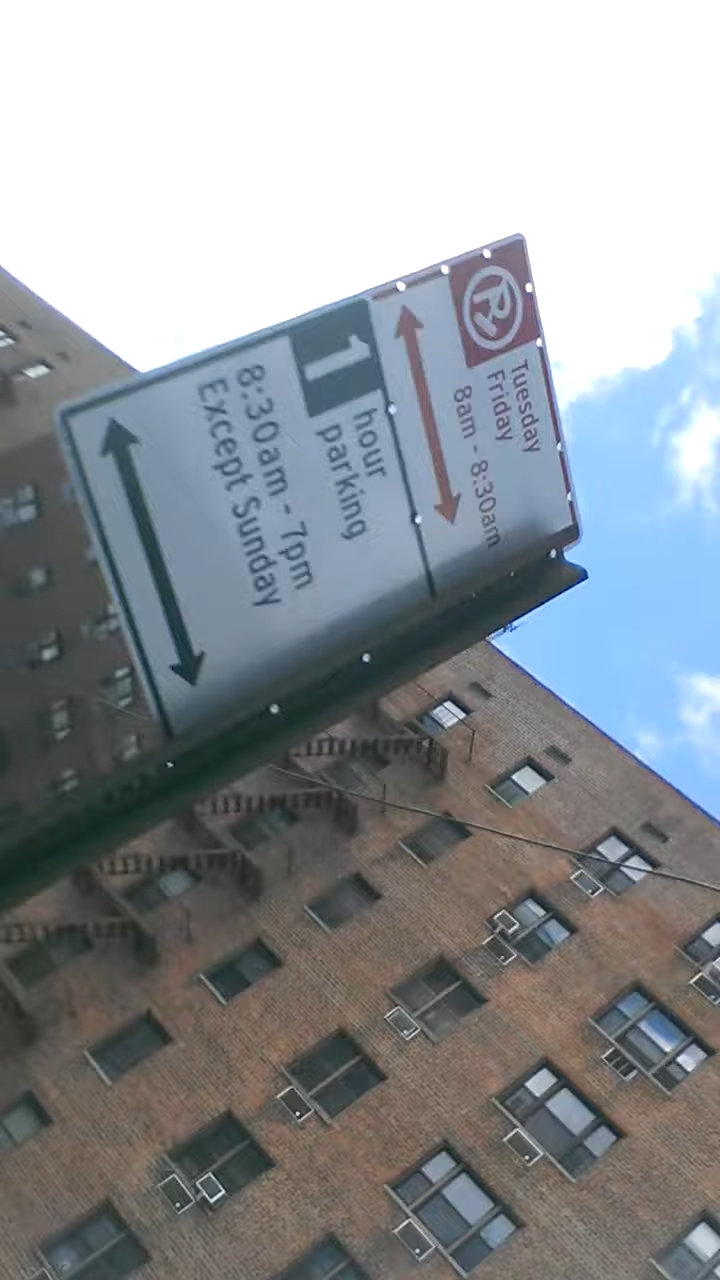 P
Tuesday
Friday
8am - 8:30am
1
hour
parking
8:30am - 7pm
Except Sunday